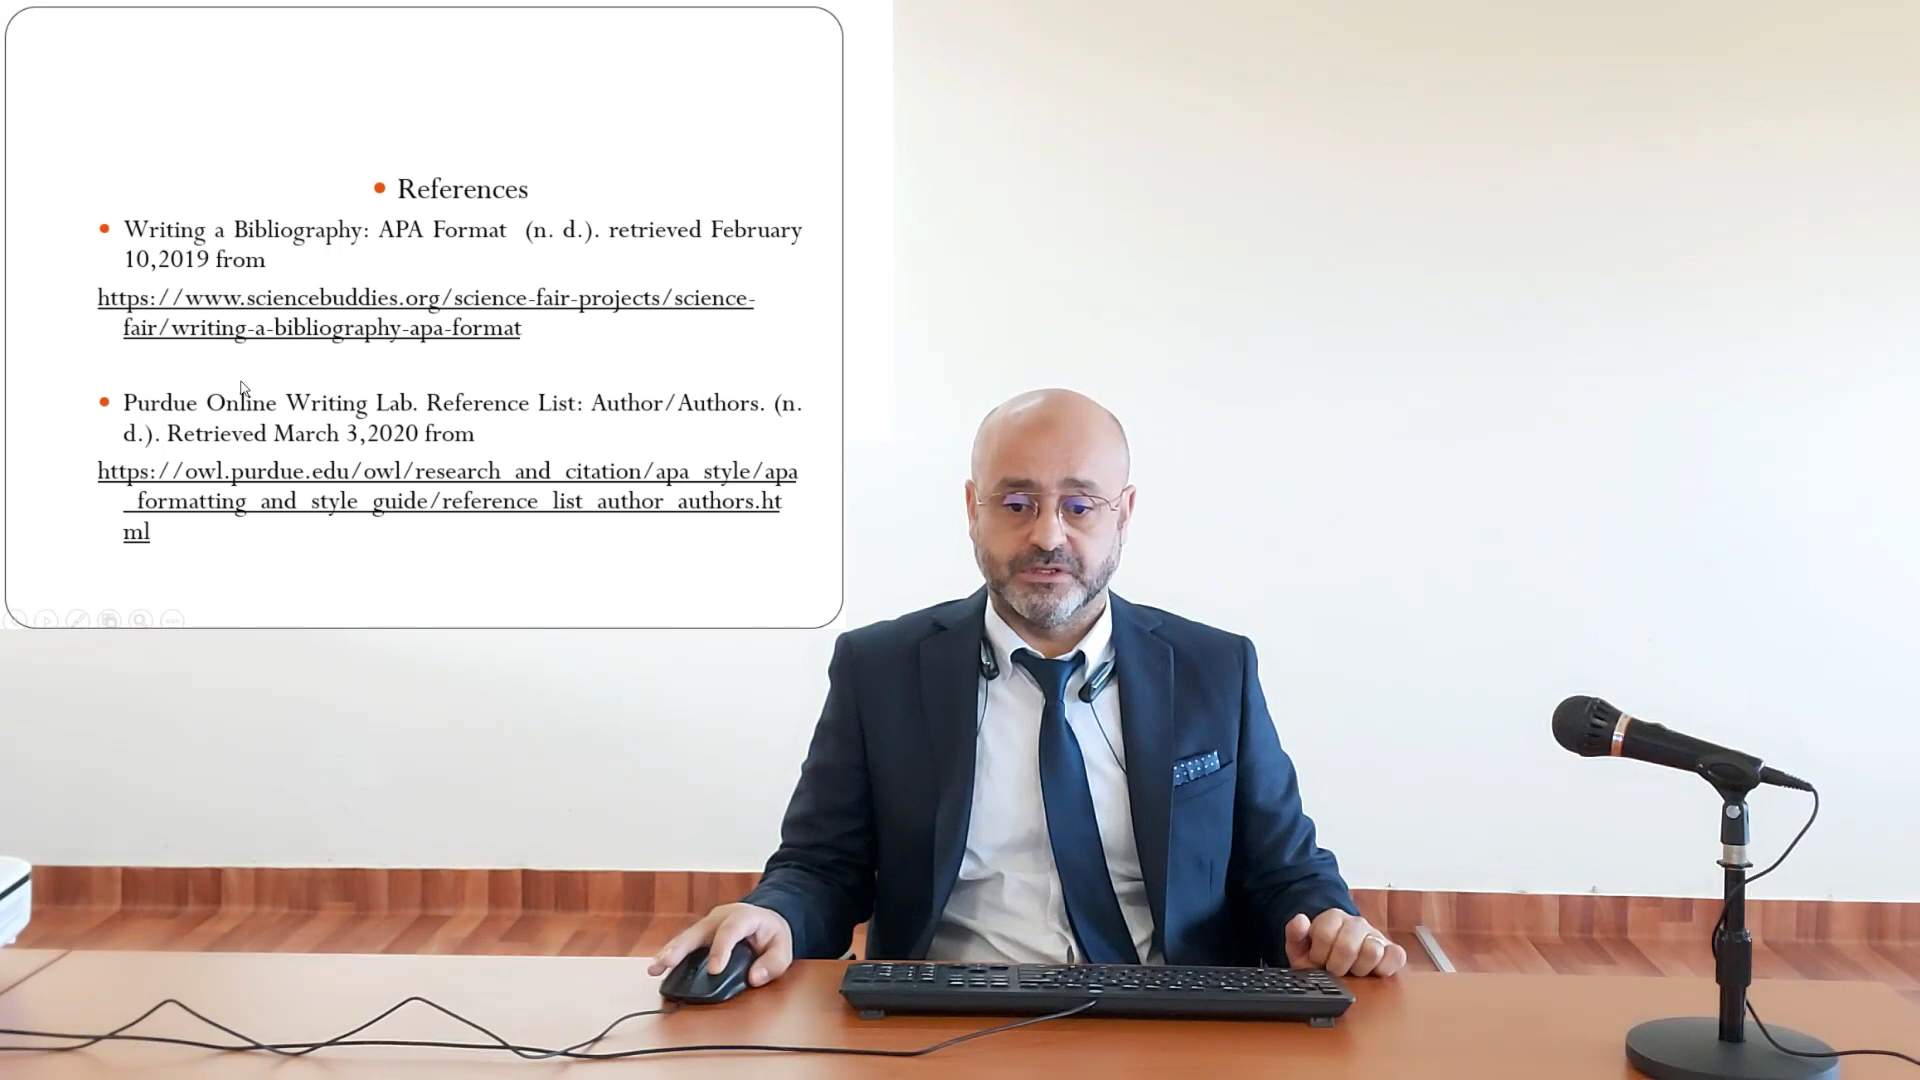 References
Writing a Bibliography: APA Format (n. d.). retrieved February
10,2019 from
https://www.sciencebuddies.org/science-fair-projects/science-
fair/writing-a-bibliography-apa-format
Purdue Online Writing Lab. Reference List: Author/Authors. (n.
d.). Retrieved March 3,2020 from
https://owl.purdue.edu/owl/research_and_citation/apa_style/apa
_formatting_and_style_guide/reference_list_author_authors.ht
ml